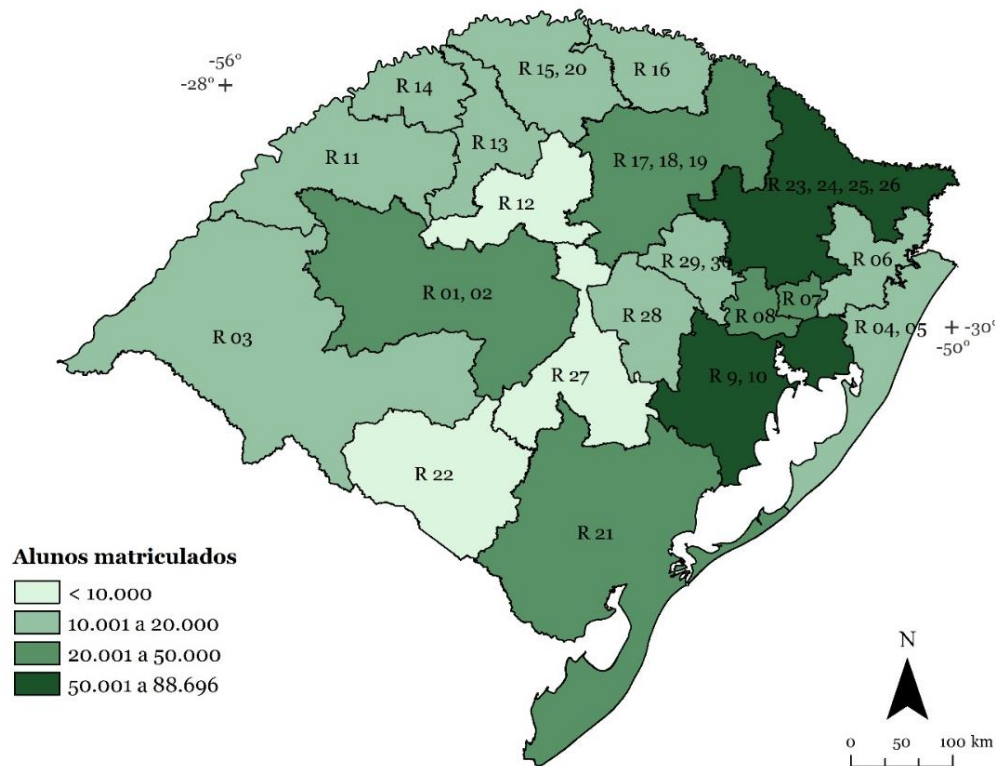 -56°
-28°
R 14
R 15, 20
R 16
R 11
R 13
R 17, 18, 19
R 23, 24, 25, 26
R 12
R 06
R 29, 30
R 01, 02
R 07
R 28
R 08
R 03
R 04, 05
-30°
-50°
R 27
R 9, 10
R 22
R 21
Alunos matriculados
< 10.000
10.001 a 20.000
20.001 a 50.000
50.001 a 88.696
N
0 50 100 km